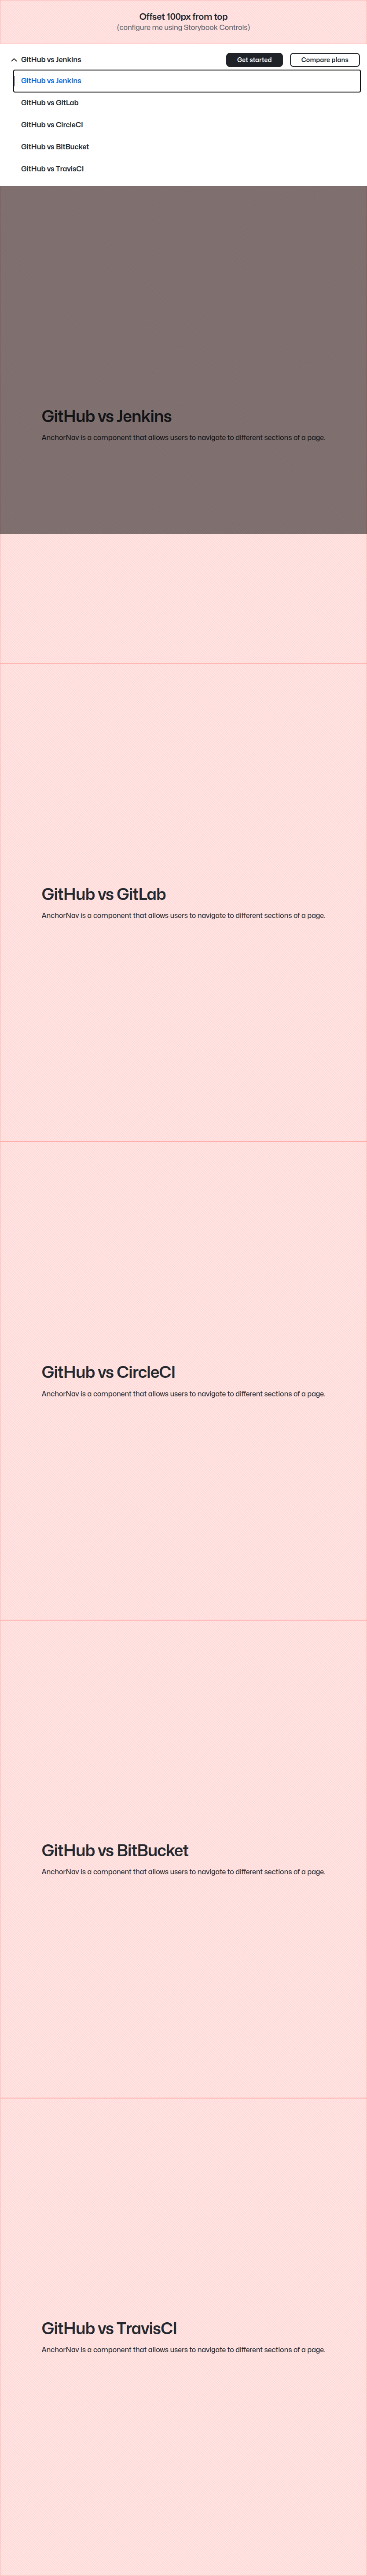 Offset 100px from top
(configure me using Storybook Controls)
GitHub vs Jenkins
Get started
Compare plans
GitHub vs Jenkins
GitHub vs GitLab
GitHub vs CircleCI
GitHub vs BitBucket
GitHub vs TravisCI
GitHub vs Jenkins
AnchorNav is a component that allows users to navigate to different sections of a page.
GitHub vs GitLab
AnchorNav is a component that allows users to navigate to different sections of a page.
GitHub vs CircleCI
AnchorNav is a component that allows users to navigate to different sections of a page.
GitHub vs BitBucket
AnchorNav is a component that allows users to navigate to different sections of a page.
GitHub vs TravisCI
AnchorNav is a component that allows users to navigate to different sections of a page.